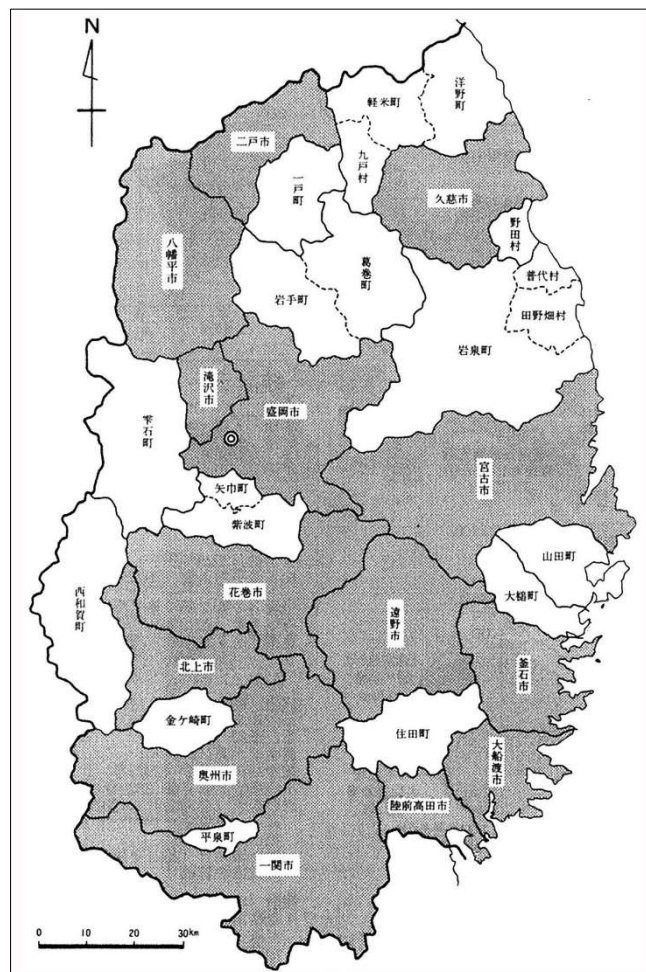 N
洋野町
軽米町
二戸市
九戸村
一戸町
久慈市
野田村
八幡平市
葛巻町
普代村
岩手町
田野畑村
岩泉町
滝沢市
盛岡市
雫石町
宮古市
矢巾町
紫波町
山田町
大槌町
西和賀町
花巻市
遠野市
釜石市
北上市
金ケ崎町
住田町
大船渡市
奥州市
陸前高田市
平泉町
一関市
0 10 20 30km